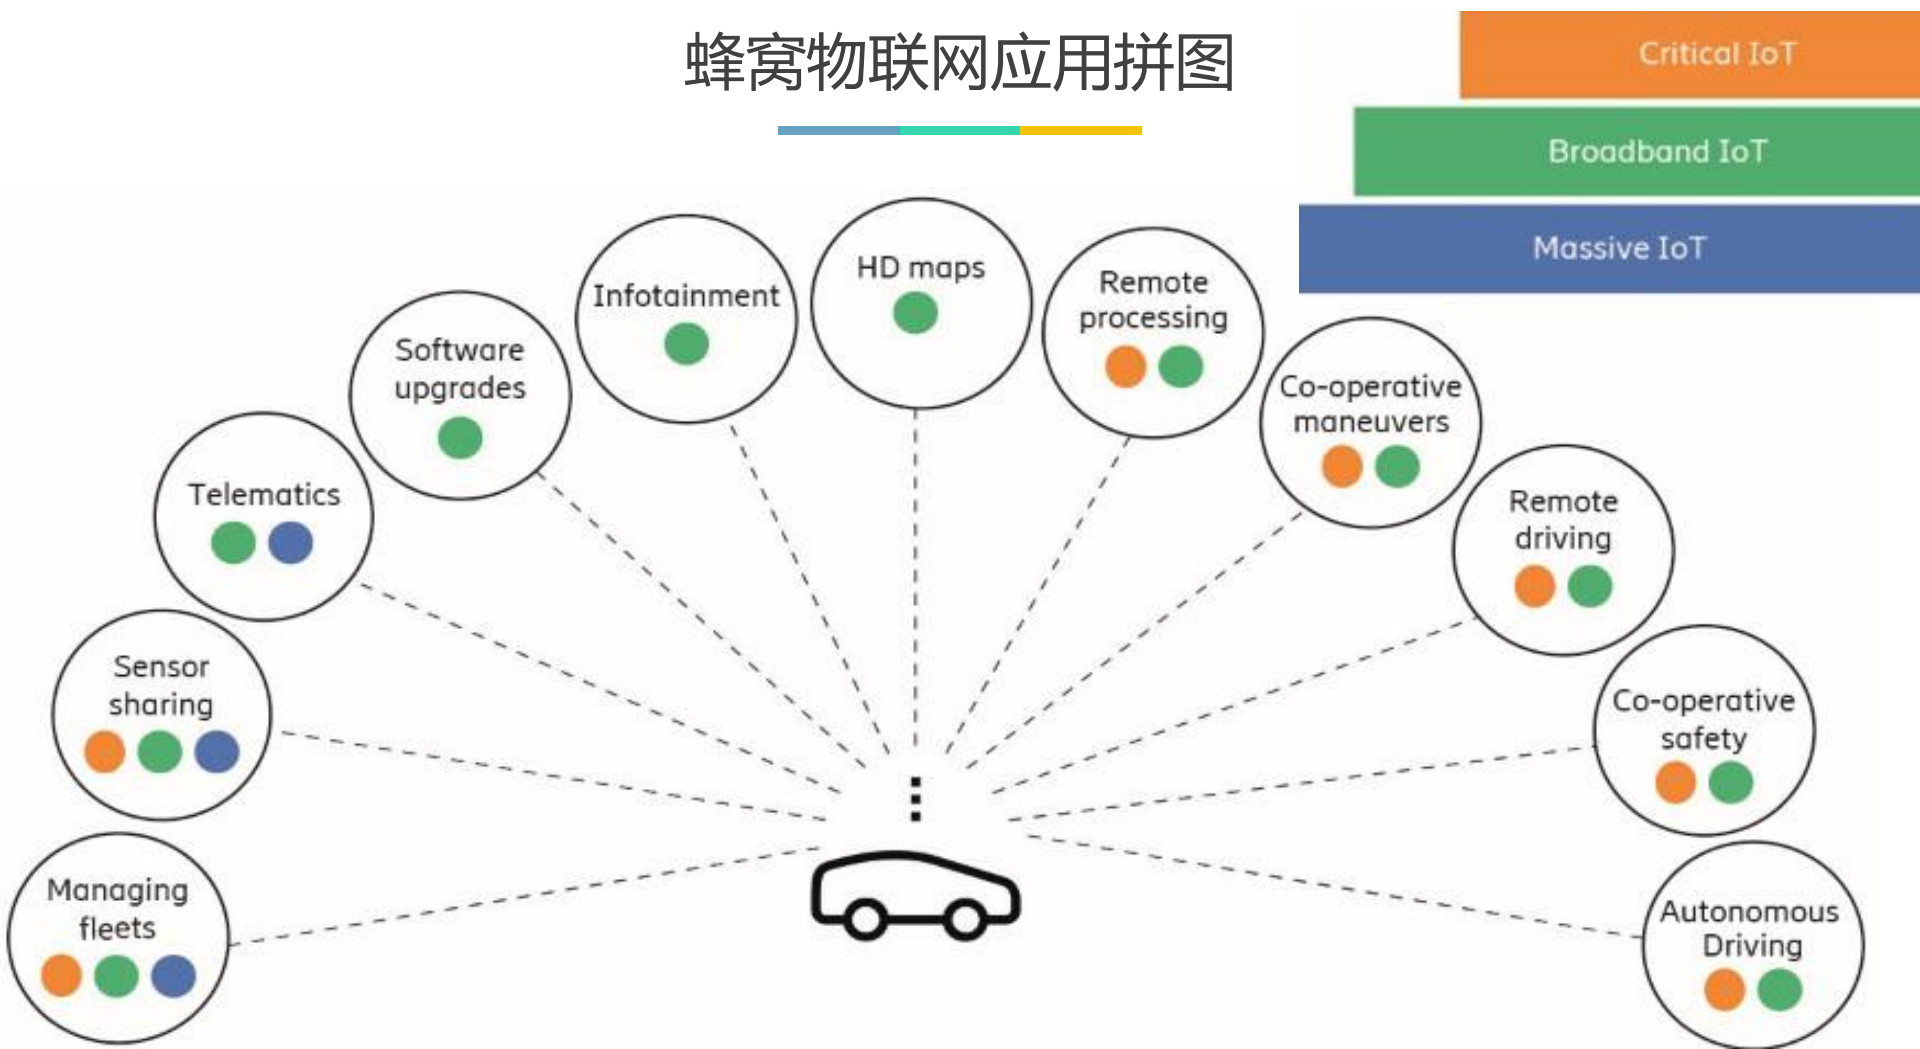 蜂窝物联网应用拼图
Critical IoT
Broadband IoT
Massive IoT
HD maps
Infotainment
Remote
processing
Software
upgrades
Co-operative
maneuvers
Telematics
Remote
driving
Sensor
sharing
Co-operative
safety
Managing
fleets
Autonomous
Driving